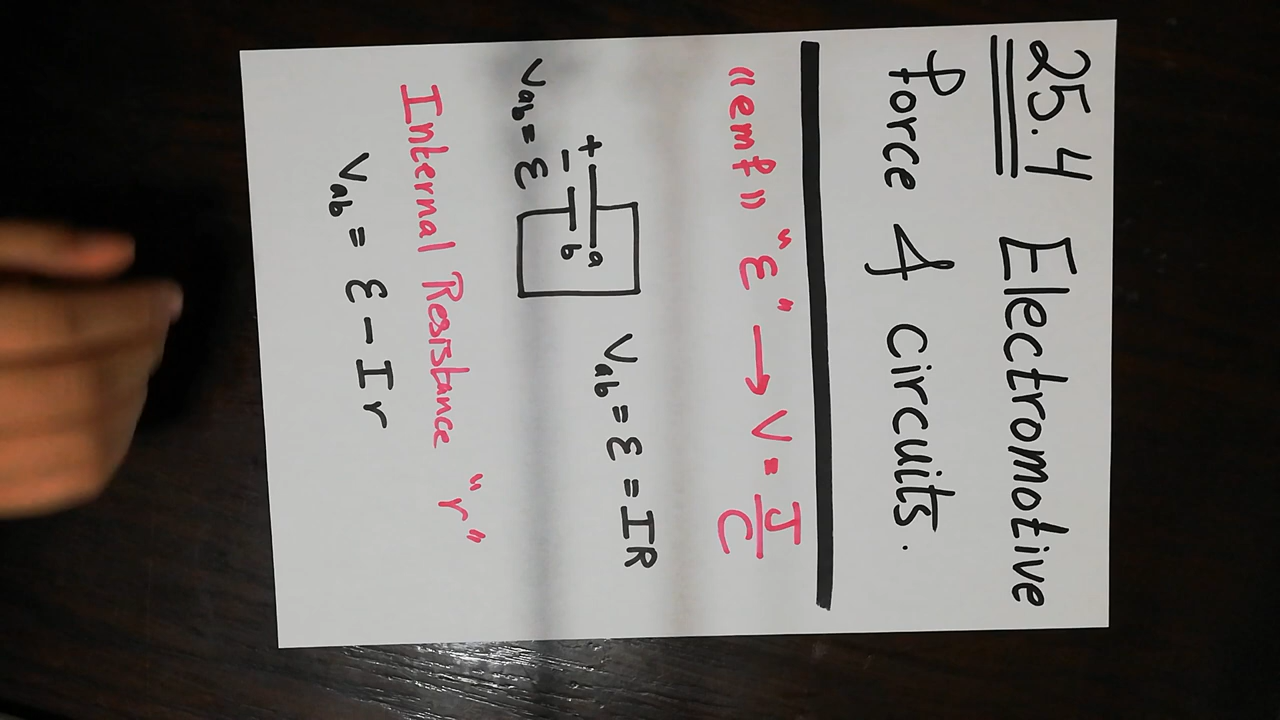 25.4 Electromotive
force & circuits.
"emf" "ε" → V = J/C
+ a
− b
Vab = ε
Vab = ε = IR
Internal Resistance "r"
Vab = ε − Ir